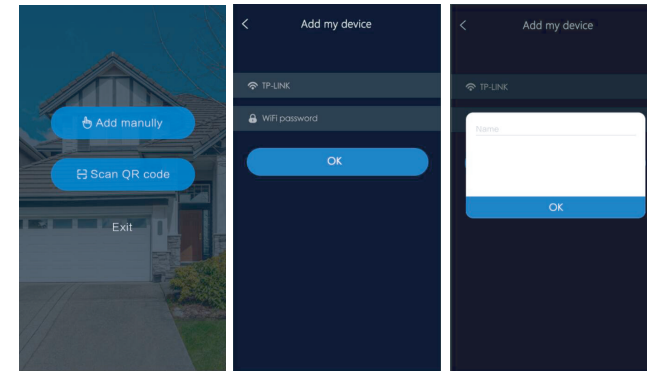 Add manully
Scan QR code
Exit
Add my device
TP-LINK
WiFi password
OK
Add my device
TP-LINK
Name
OK